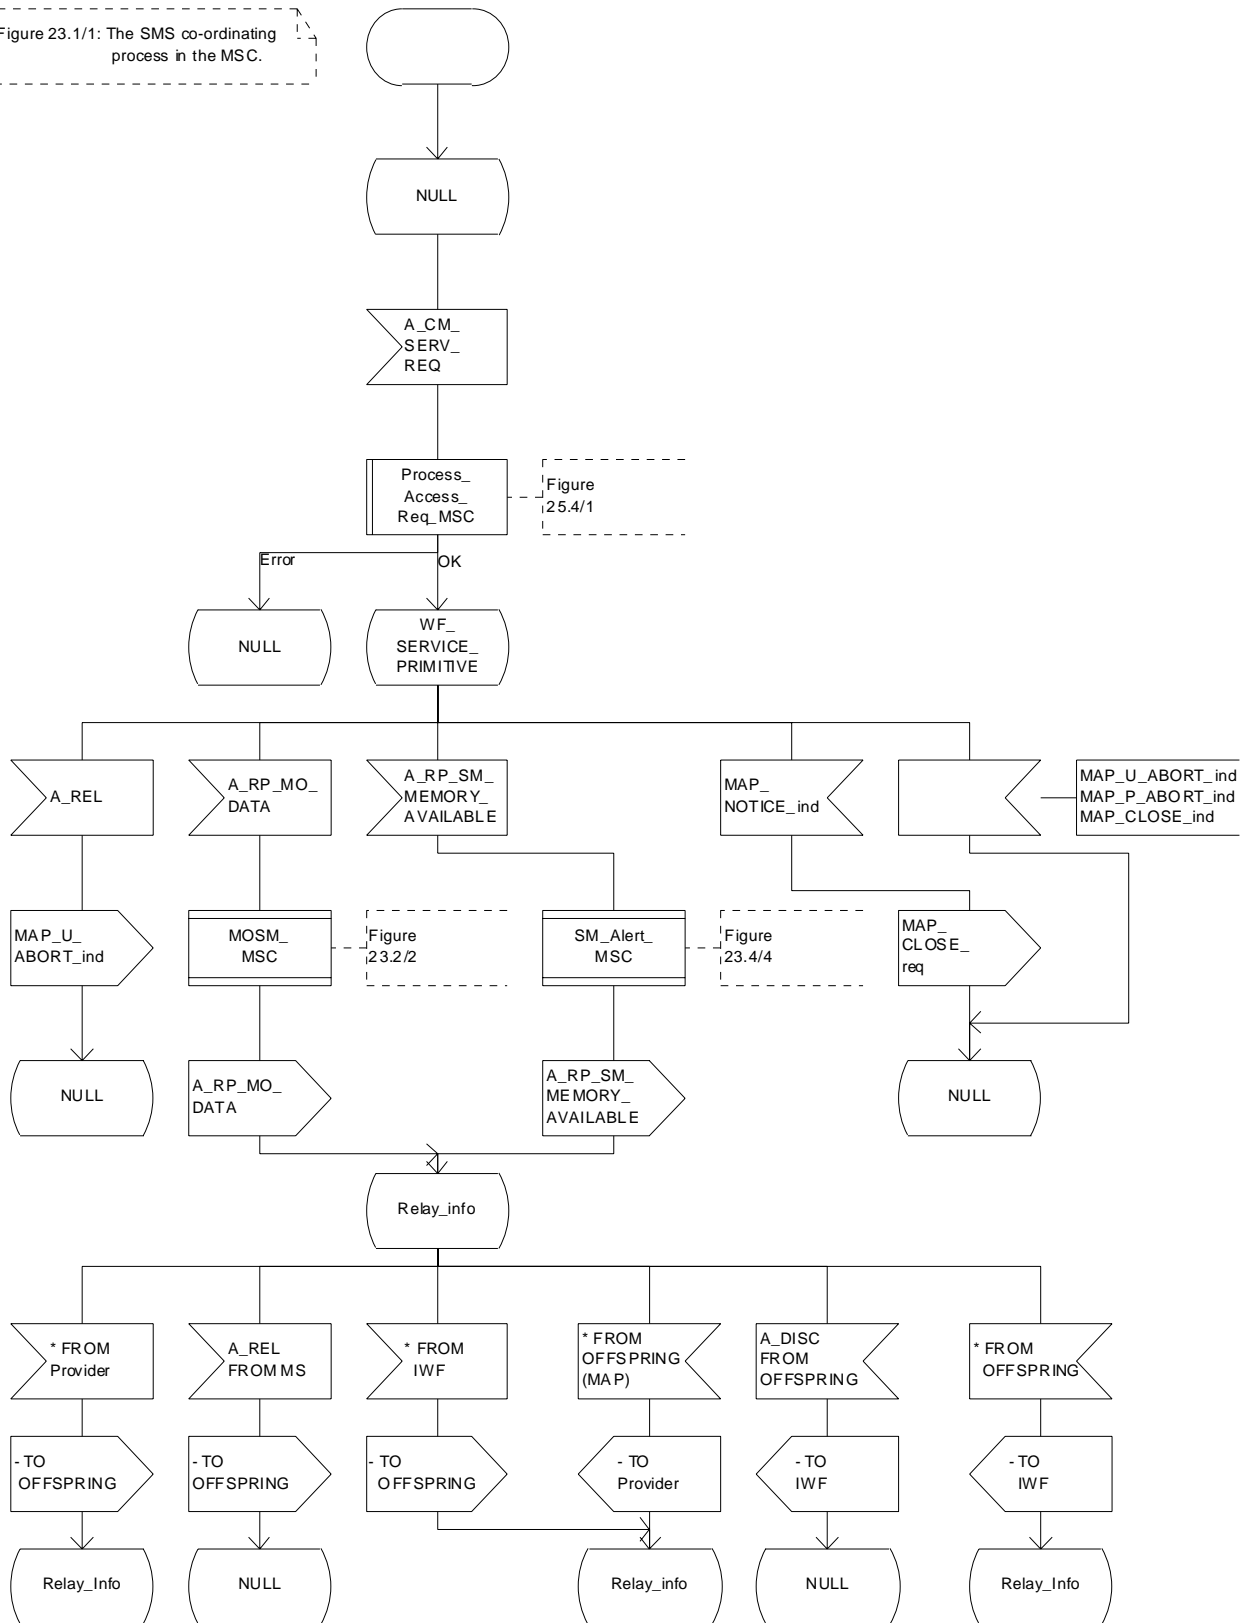 Figure 23.1/1: The SMS co-ordinating
process in the MSC.
NULL
A_CM_
SERV_
REQ
Process_
Access_
Req_MSC
Figure
25.4/1
Error
OK
NULL
WF_
SERVICE_
PRIMITIVE
A_REL
A_RP_MO_
DATA
A_RP_SM_
MEMORY_
AVAILABLE
MAP_
NOTICE_ind
MAP_U_ABORT_ind
MAP_P_ABORT_ind
MAP_CLOSE_ind
MAP_U_
ABORT_ind
MOSM_
MSC
Figure
23.2/2
SM_Alert_
MSC
Figure
23.4/4
MAP_
CLOSE_
req
NULL
A_RP_MO_
DATA
A_RP_SM_
MEMORY_
AVAILABLE
NULL
Relay_info
* FROM
Provider
A_REL
FROM MS
* FROM
IWF
* FROM
OFFSPRING
(MAP)
A_DISC
FROM
OFFSPRING
* FROM
OFFSPRING
- TO
OFFSPRING
- TO
OFFSPRING
- TO
OFFSPRING
- TO
Provider
- TO
IWF
- TO
IWF
Relay_Info
NULL
Relay_info
NULL
Relay_Info